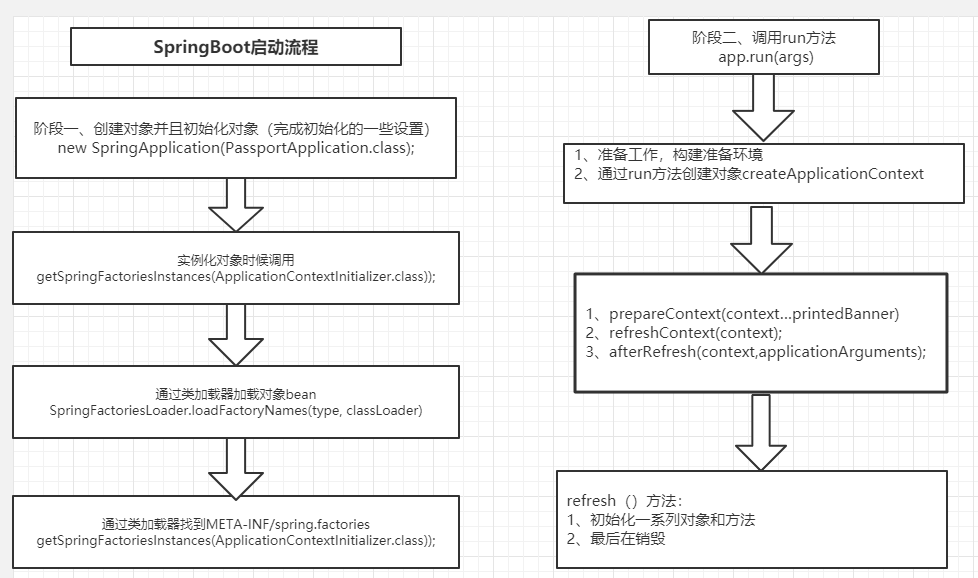 SpringBoot启动流程
阶段一、创建对象并且初始化对象（完成初始化的一些设置）
new SpringApplication(PassportApplication.class);
实例化对象时候调用
getSpringFactoriesInstances(ApplicationContextInitializer.class));
通过类加载器加载对象bean
SpringFactoriesLoader.loadFactoryNames(type, classLoader)
通过类加载器找到META-INF/spring.factories
getSpringFactoriesInstances(ApplicationContextInitializer.class));
阶段二、调用run方法
app.run(args)
1、准备工作，构建准备环境
2、通过run方法创建对象createApplicationContext
1、prepareContext(context...printedBanner)
2、refreshContext(context);
3、afterRefresh(context,applicationArguments);
refresh（）方法：
1、初始化一系列对象和方法
2、最后在销毁